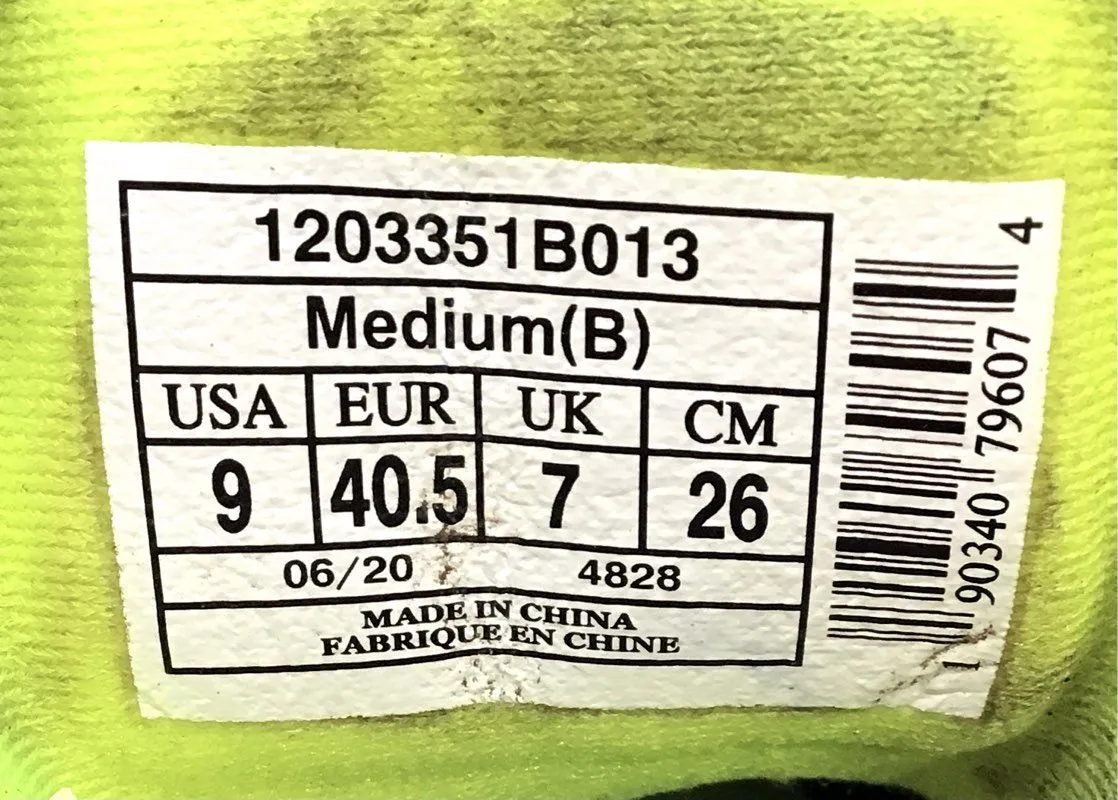 1203351B013
Medium(B)
USA EUR UK CM
9 40.5 7 26
06/20 4828
MADE IN CHINA
FABRIQUE EN CHINE
1 90340 79607 4